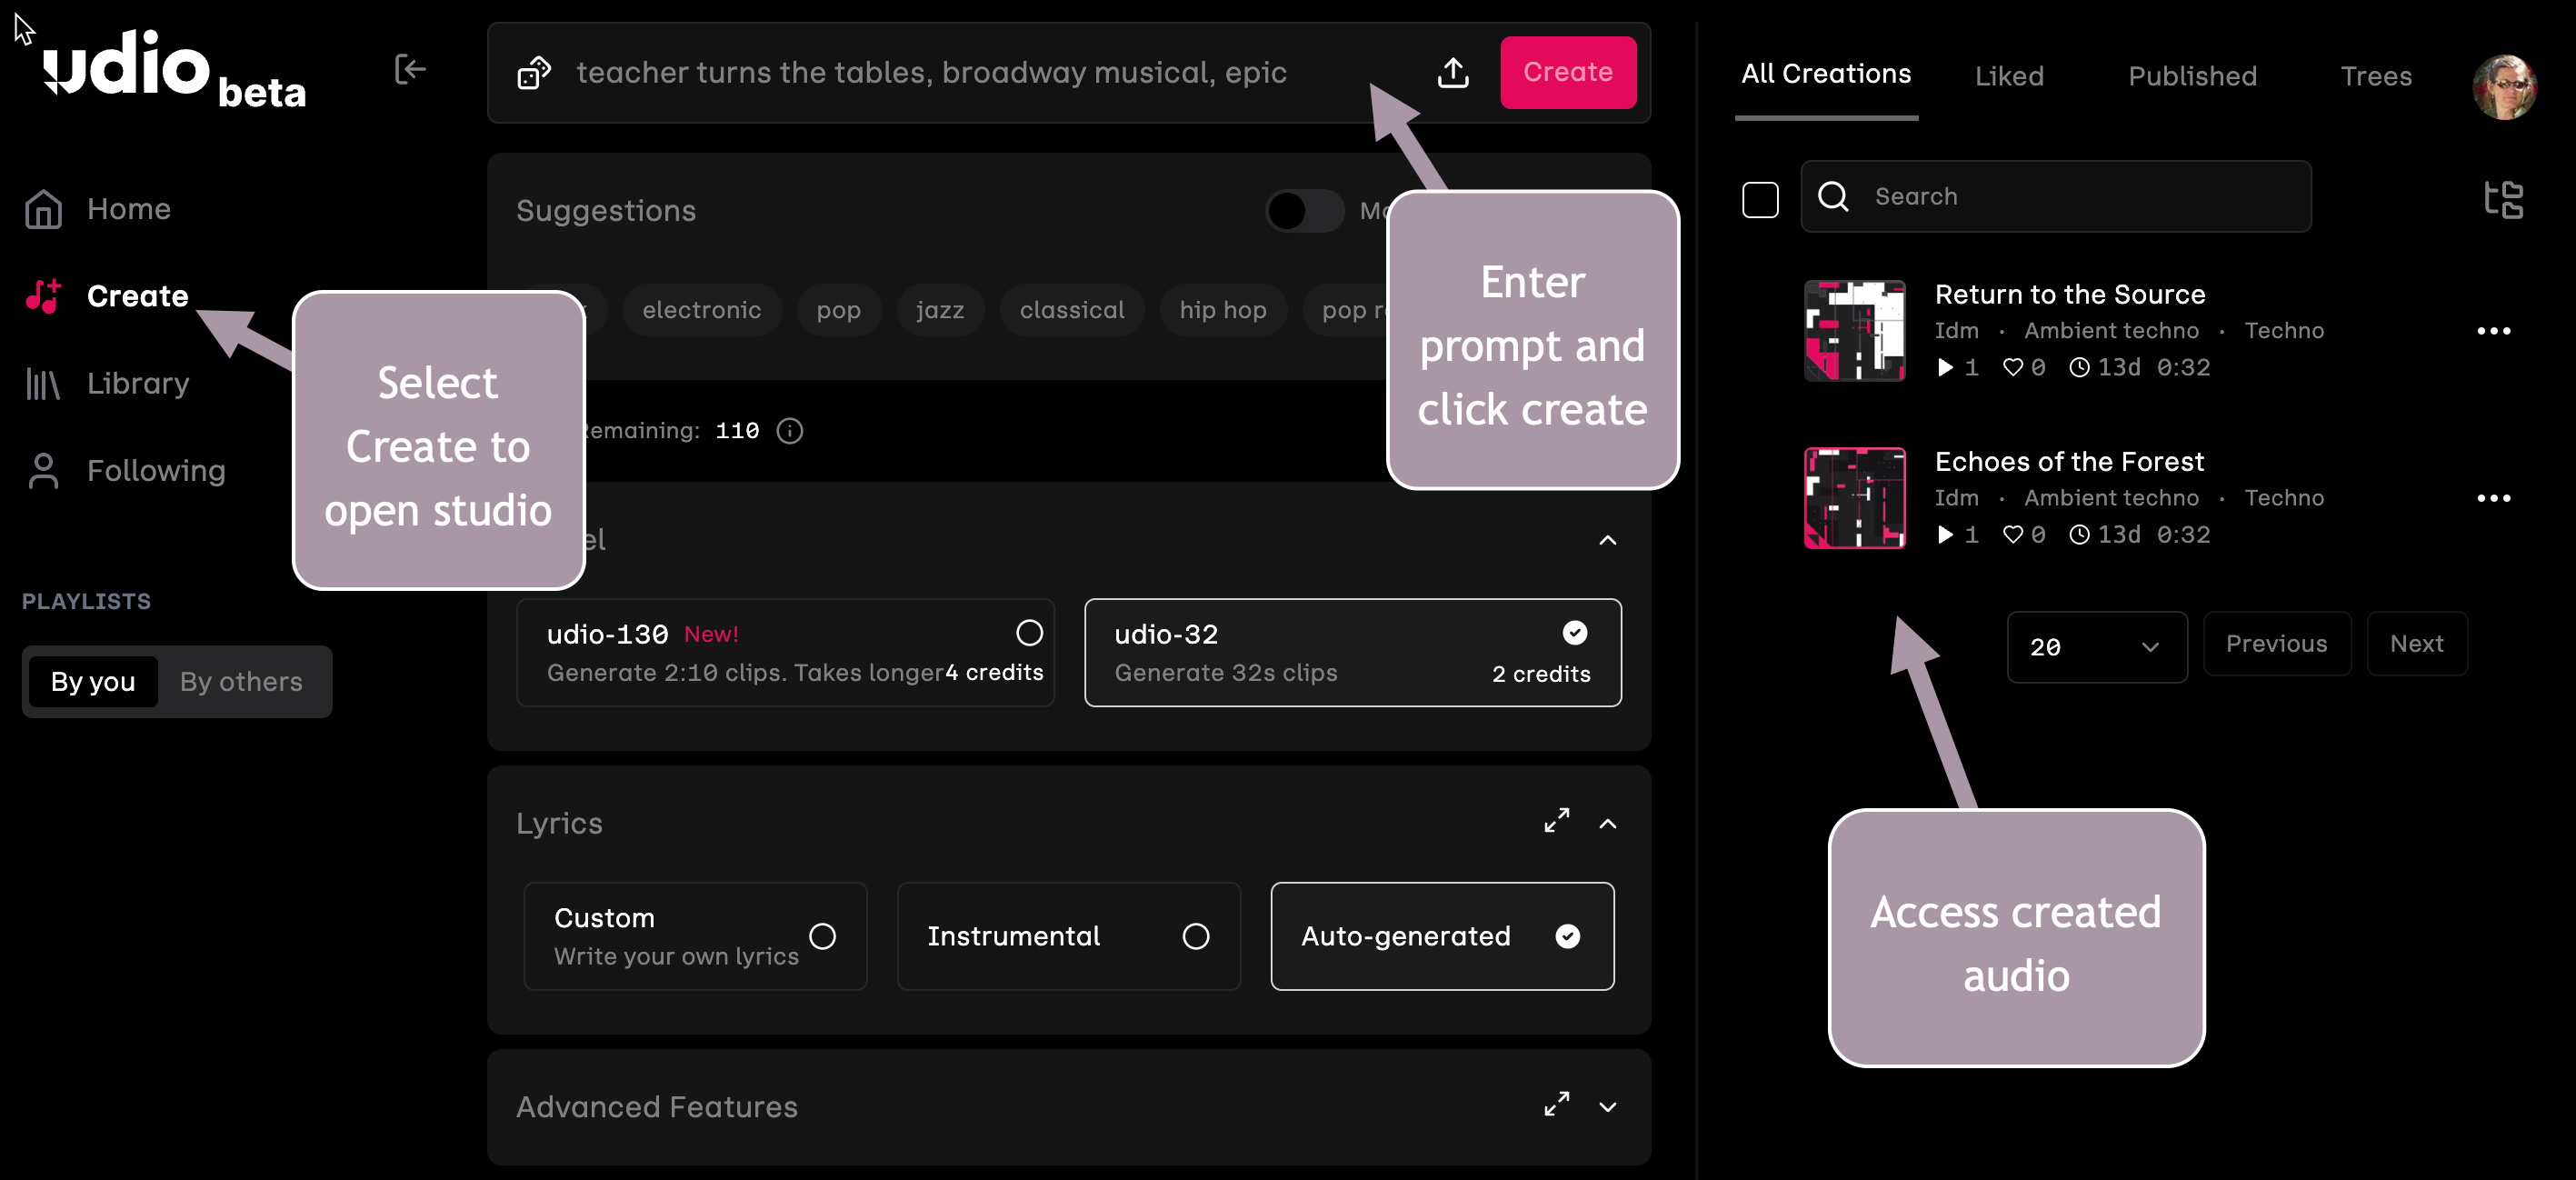 udio beta
Home
Create
Library
Following
PLAYLISTS
By you By others
Select
Create to
open studio
teacher turns the tables, broadway musical, epic
Create
Suggestions
electronic pop jazz classical hip hop pop
Remaining: 110
Enter
prompt and
click create
udio-130 New!
Generate 2:10 clips. Takes longer 4 credits
udio-32
Generate 32s clips 2 credits
Lyrics
Custom
Write your own lyrics
Instrumental
Auto-generated
Advanced Features
All Creations Liked Published Trees
Search
Return to the Source
Idm · Ambient techno · Techno
1 0 13d 0:32
Echoes of the Forest
Idm · Ambient techno · Techno
1 0 13d 0:32
20 Previous Next
Access created
audio